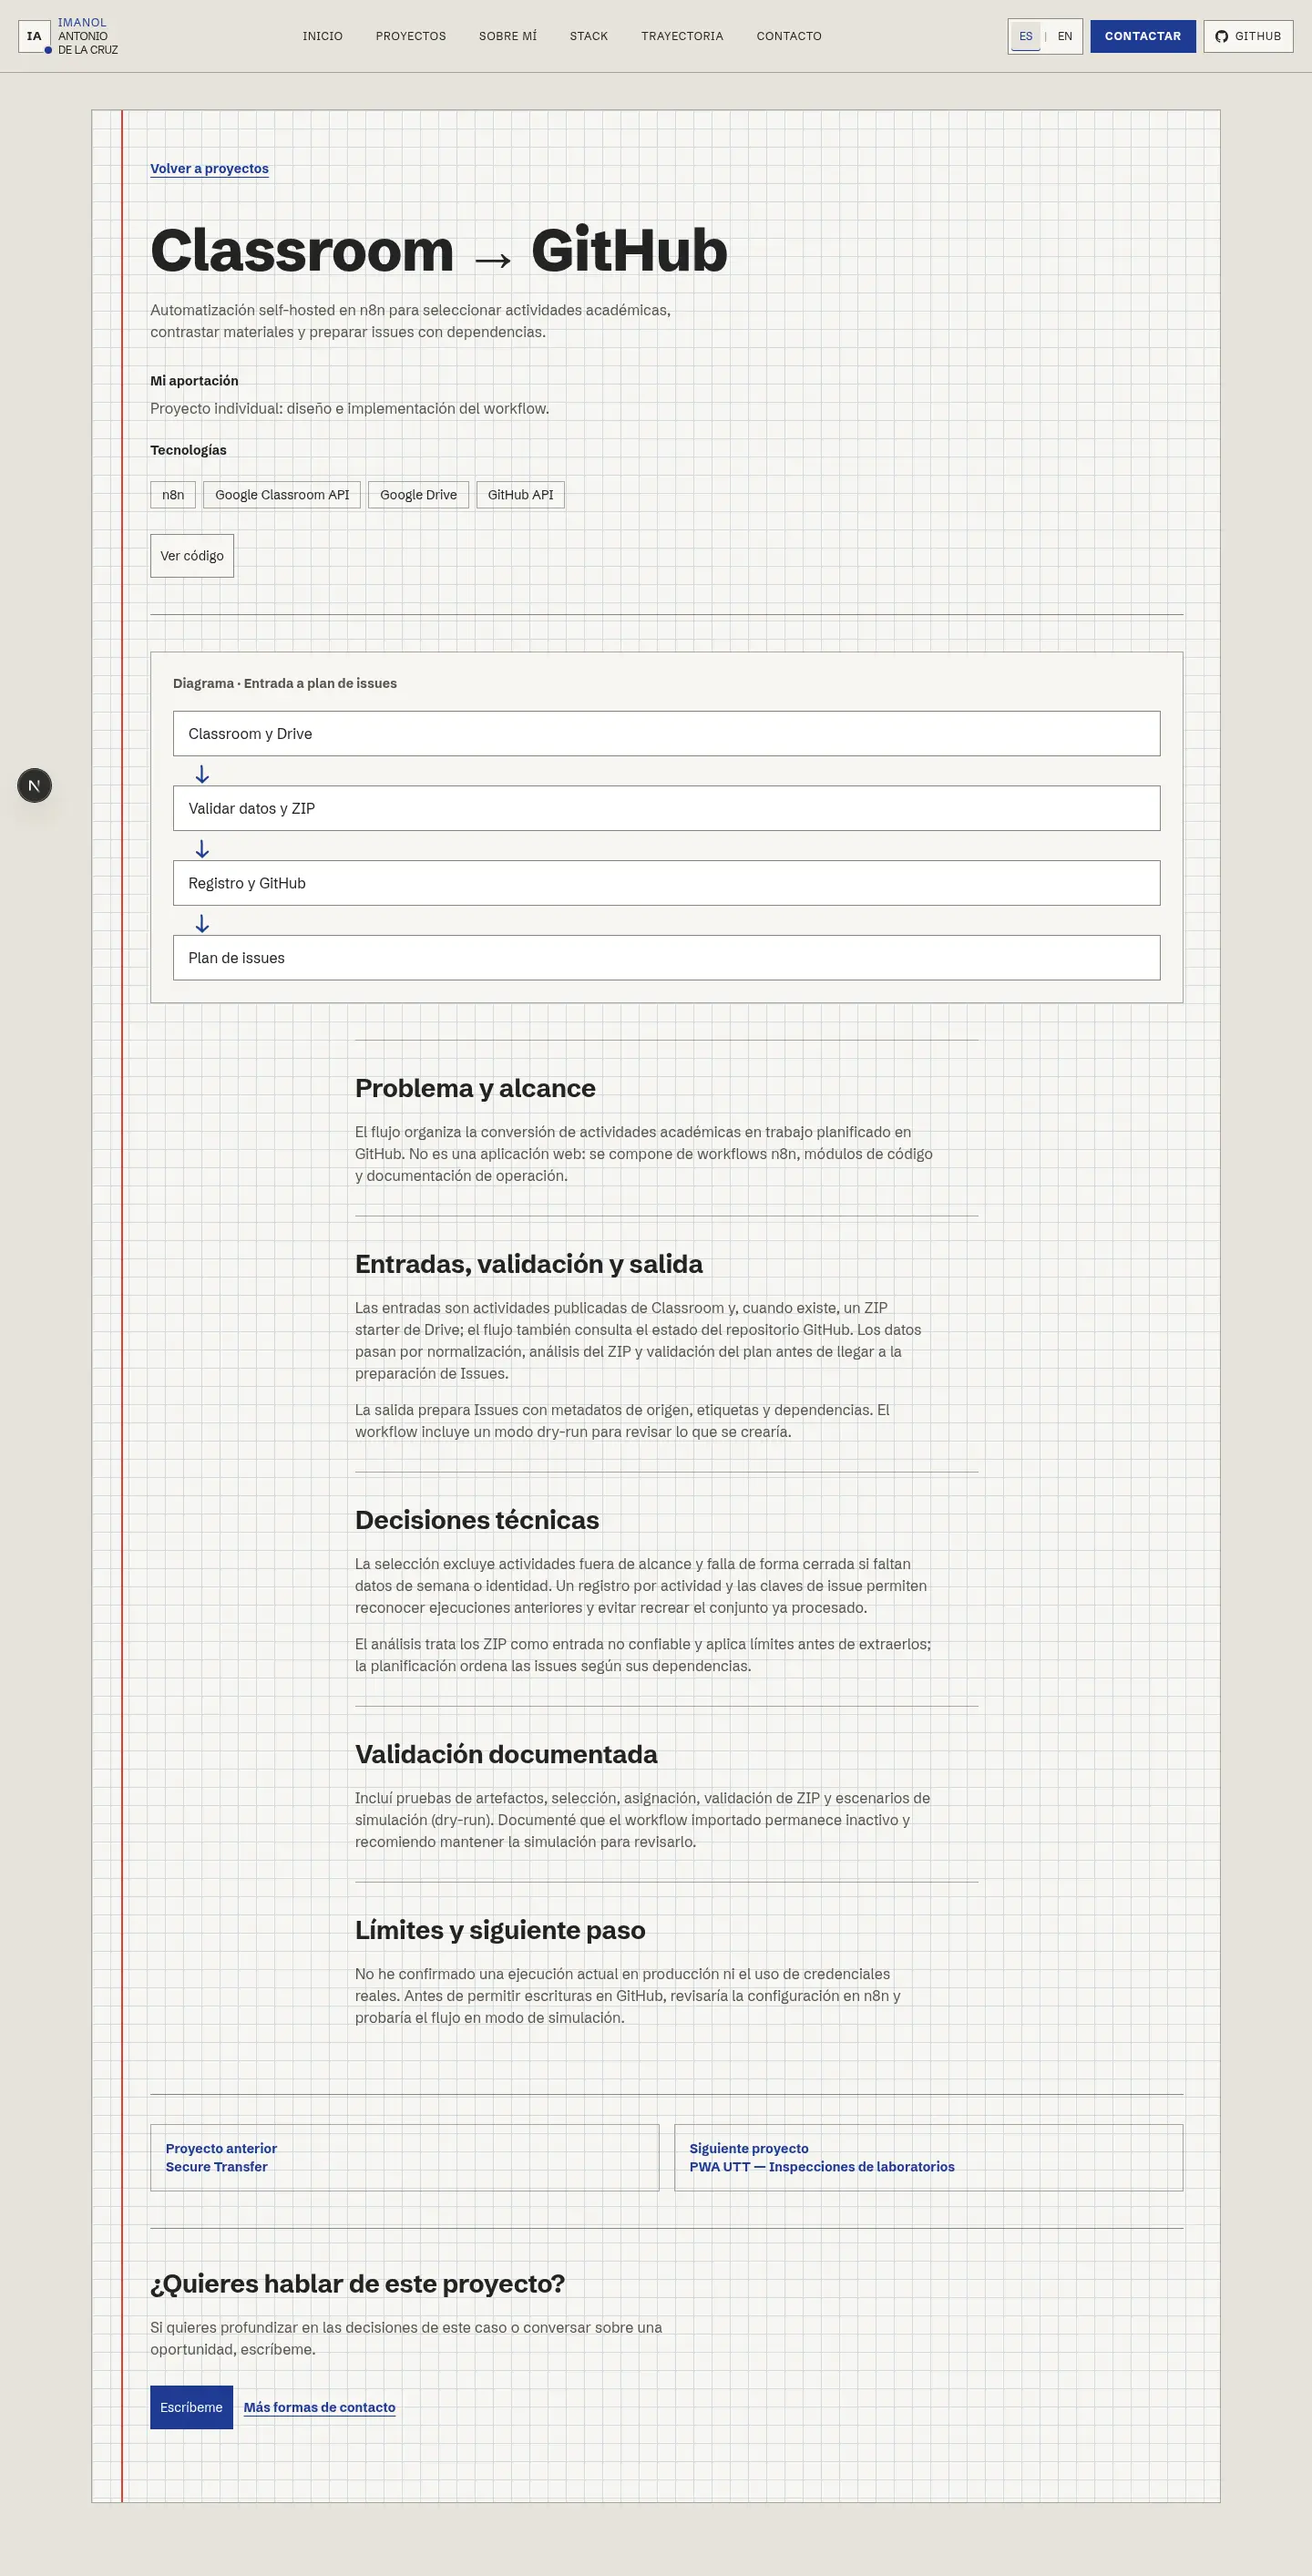 IA
IMANOL
ANTONIO
DE LA CRUZ
INICIO
PROYECTOS
SOBRE MÍ
STACK
TRAYECTORIA
CONTACTO
ES | EN
CONTACTAR
GITHUB
Volver a proyectos
Classroom → GitHub
Automatización self-hosted en n8n para seleccionar actividades académicas,
contrastar materiales y preparar issues con dependencias.
Mi aportación
Proyecto individual: diseño e implementación del workflow.
Tecnologías
n8n
Google Classroom API
Google Drive
GitHub API
Ver código
Diagrama · Entrada a plan de issues
Classroom y Drive
↓
Validar datos y ZIP
↓
Registro y GitHub
↓
Plan de issues
N
Problema y alcance
El flujo organiza la conversión de actividades académicas en trabajo planificado en
GitHub. No es una aplicación web: se compone de workflows n8n, módulos de código
y documentación de operación.
Entradas, validación y salida
Las entradas son actividades publicadas de Classroom y, cuando existe, un ZIP
starter de Drive; el flujo también consulta el estado del repositorio GitHub. Los datos
pasan por normalización, análisis del ZIP y validación del plan antes de llegar a la
preparación de Issues.
La salida prepara Issues con metadatos de origen, etiquetas y dependencias. El
workflow incluye un modo dry-run para revisar lo que se crearía.
Decisiones técnicas
La selección excluye actividades fuera de alcance y falla de forma cerrada si faltan
datos de semana o identidad. Un registro por actividad y las claves de issue permiten
reconocer ejecuciones anteriores y evitar recrear el conjunto ya procesado.
El análisis trata los ZIP como entrada no confiable y aplica límites antes de extraerlos;
la planificación ordena las issues según sus dependencias.
Validación documentada
Incluí pruebas de artefactos, selección, asignación, validación de ZIP y escenarios de
simulación (dry-run). Documenté que el workflow importado permanece inactivo y
recomiendo mantener la simulación para revisarlo.
Límites y siguiente paso
No he confirmado una ejecución actual en producción ni el uso de credenciales
reales. Antes de permitir escrituras en GitHub, revisaría la configuración en n8n y
probaría el flujo en modo de simulación.
Proyecto anterior
Secure Transfer
Siguiente proyecto
PWA UTT — Inspecciones de laboratorios
¿Quieres hablar de este proyecto?
Si quieres profundizar en las decisiones de este caso o conversar sobre una
oportunidad, escríbeme.
Escríbeme
Más formas de contacto